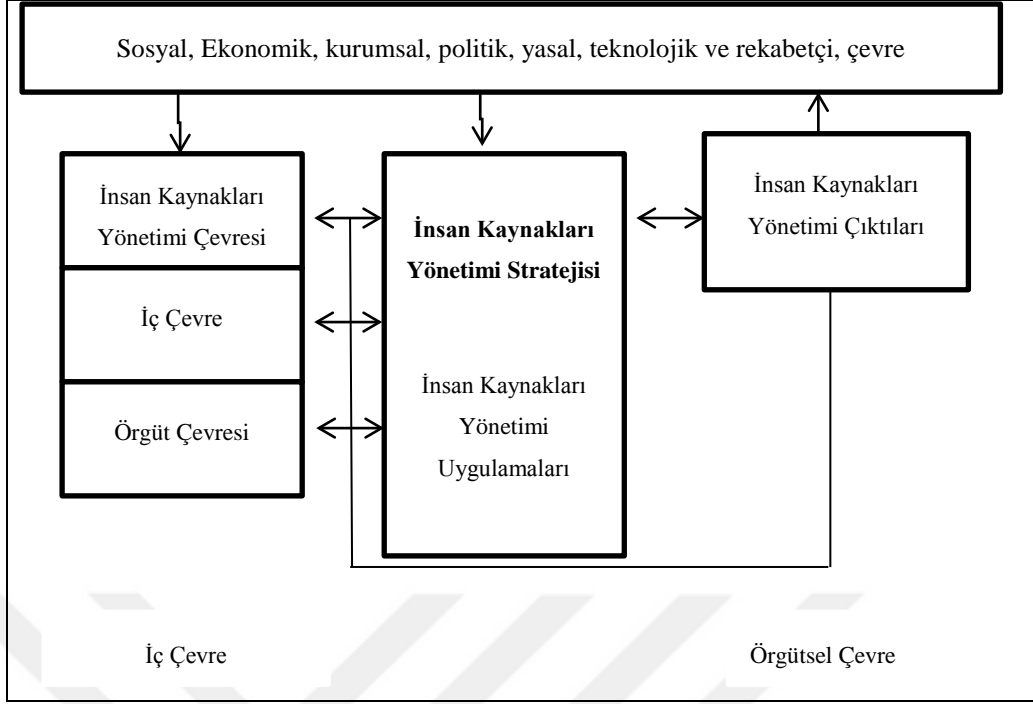 Sosyal, Ekonomik, kurumsal, politik, yasal, teknolojik ve rekabetçi, çevre
İnsan Kaynakları
Yönetimi Çevresi
İç Çevre
Örgüt Çevresi
İnsan Kaynakları
Yönetimi Stratejisi
İnsan Kaynakları
Yönetimi
Uygulamaları
İnsan Kaynakları
Yönetimi Çıktıları
İç Çevre
Örgütsel Çevre